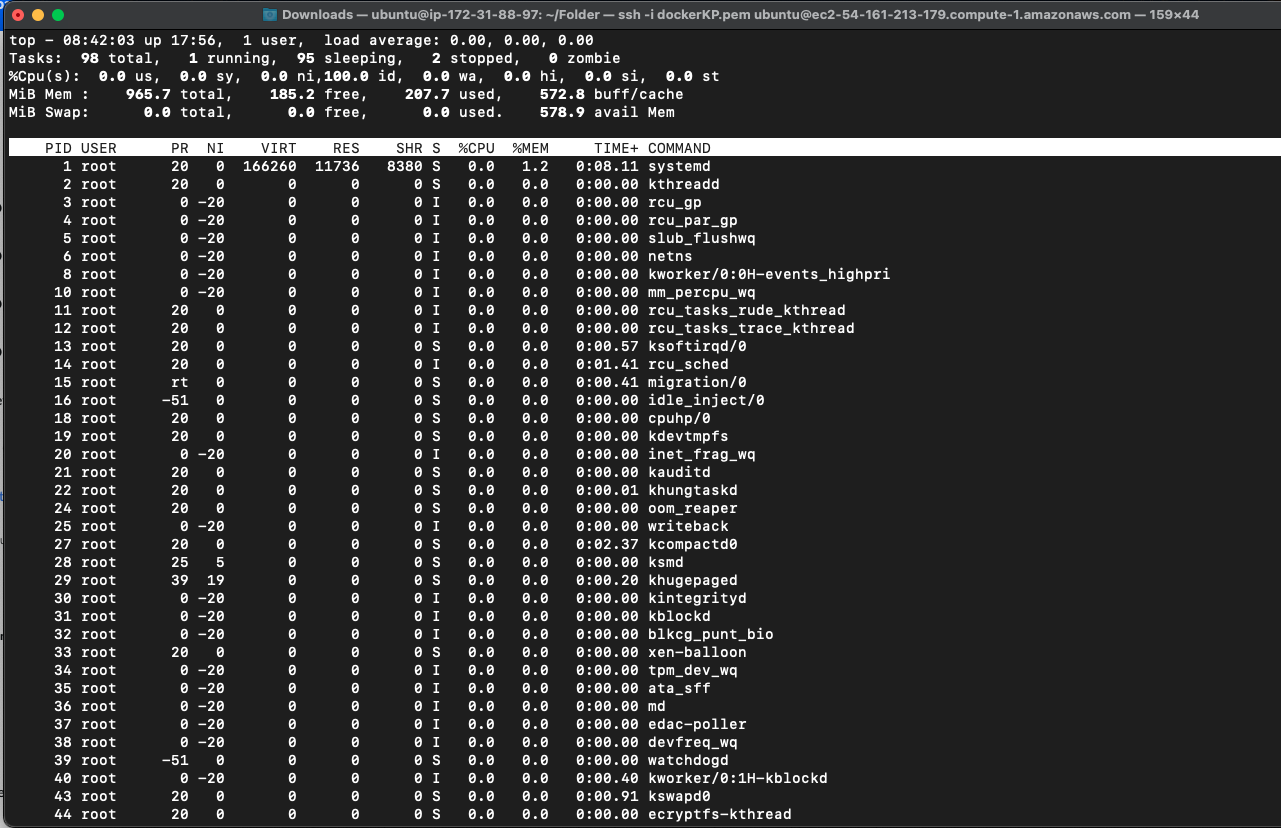 Downloads — ubuntu@ip-172-31-88-97: ~/Folder — ssh -i dockerKP.pem ubuntu@ec2-54-161-213-179.compute-1.amazonaws.com — 159×44
top - 08:42:03 up 17:56,  1 user,  load average: 0.00, 0.00, 0.00
Tasks:  98 total,   1 running,  95 sleeping,   2 stopped,   0 zombie
%Cpu(s):  0.0 us,  0.0 sy,  0.0 ni,100.0 id,  0.0 wa,  0.0 hi,  0.0 si,  0.0 st
MiB Mem :    965.7 total,    185.2 free,    207.7 used,    572.8 buff/cache
MiB Swap:      0.0 total,      0.0 free,      0.0 used.    578.9 avail Mem
PID USER      PR  NI    VIRT    RES    SHR S  %CPU  %MEM     TIME+ COMMAND
1 root      20   0  166260  11736   8380 S   0.0   1.2   0:08.11 systemd
2 root      20   0       0      0      0 S   0.0   0.0   0:00.00 kthreadd
3 root       0 -20       0      0      0 I   0.0   0.0   0:00.00 rcu_gp
4 root       0 -20       0      0      0 I   0.0   0.0   0:00.00 rcu_par_gp
5 root       0 -20       0      0      0 I   0.0   0.0   0:00.00 slub_flushwq
6 root       0 -20       0      0      0 I   0.0   0.0   0:00.00 netns
8 root       0 -20       0      0      0 I   0.0   0.0   0:00.00 kworker/0:0H-events_highpri
10 root       0 -20       0      0      0 I   0.0   0.0   0:00.00 mm_percpu_wq
11 root      20   0       0      0      0 I   0.0   0.0   0:00.00 rcu_tasks_rude_kthread
12 root      20   0       0      0      0 I   0.0   0.0   0:00.00 rcu_tasks_trace_kthread
13 root      20   0       0      0      0 S   0.0   0.0   0:00.57 ksoftirqd/0
14 root      20   0       0      0      0 I   0.0   0.0   0:01.41 rcu_sched
15 root      rt   0       0      0      0 S   0.0   0.0   0:00.41 migration/0
16 root     -51   0       0      0      0 S   0.0   0.0   0:00.00 idle_inject/0
18 root      20   0       0      0      0 S   0.0   0.0   0:00.00 cpuhp/0
19 root      20   0       0      0      0 S   0.0   0.0   0:00.00 kdevtmpfs
20 root       0 -20       0      0      0 I   0.0   0.0   0:00.00 inet_frag_wq
21 root      20   0       0      0      0 S   0.0   0.0   0:00.00 kauditd
22 root      20   0       0      0      0 S   0.0   0.0   0:00.01 khungtaskd
24 root      20   0       0      0      0 S   0.0   0.0   0:00.00 oom_reaper
25 root       0 -20       0      0      0 I   0.0   0.0   0:00.00 writeback
27 root      20   0       0      0      0 S   0.0   0.0   0:02.37 kcompactd0
28 root      25   5       0      0      0 S   0.0   0.0   0:00.00 ksmd
29 root      39  19       0      0      0 S   0.0   0.0   0:00.20 khugepaged
30 root       0 -20       0      0      0 I   0.0   0.0   0:00.00 kintegrityd
31 root       0 -20       0      0      0 I   0.0   0.0   0:00.00 kblockd
32 root       0 -20       0      0      0 I   0.0   0.0   0:00.00 blkcg_punt_bio
33 root      20   0       0      0      0 S   0.0   0.0   0:00.00 xen-balloon
34 root       0 -20       0      0      0 I   0.0   0.0   0:00.00 tpm_dev_wq
35 root       0 -20       0      0      0 I   0.0   0.0   0:00.00 ata_sff
36 root       0 -20       0      0      0 I   0.0   0.0   0:00.00 md
37 root       0 -20       0      0      0 I   0.0   0.0   0:00.00 edac-poller
38 root       0 -20       0      0      0 I   0.0   0.0   0:00.00 devfreq_wq
39 root     -51   0       0      0      0 S   0.0   0.0   0:00.00 watchdogd
40 root       0 -20       0      0      0 I   0.0   0.0   0:00.40 kworker/0:1H-kblockd
43 root      20   0       0      0      0 S   0.0   0.0   0:00.91 kswapd0
44 root      20   0       0      0      0 S   0.0   0.0   0:00.00 ecryptfs-kthread